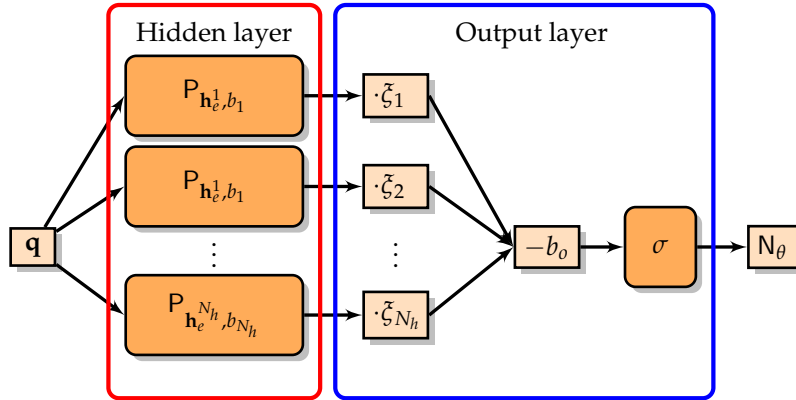 Hidden layer Output layer
P_{𝐡_e^1,b_1} ·ξ_1
P_{𝐡_e^1,b_1} ·ξ_2
𝐪 ⋮ ⋮ −b_o σ N_θ
P_{𝐡_e^{N_h},b_{N_h}} ·ξ_{N_h}